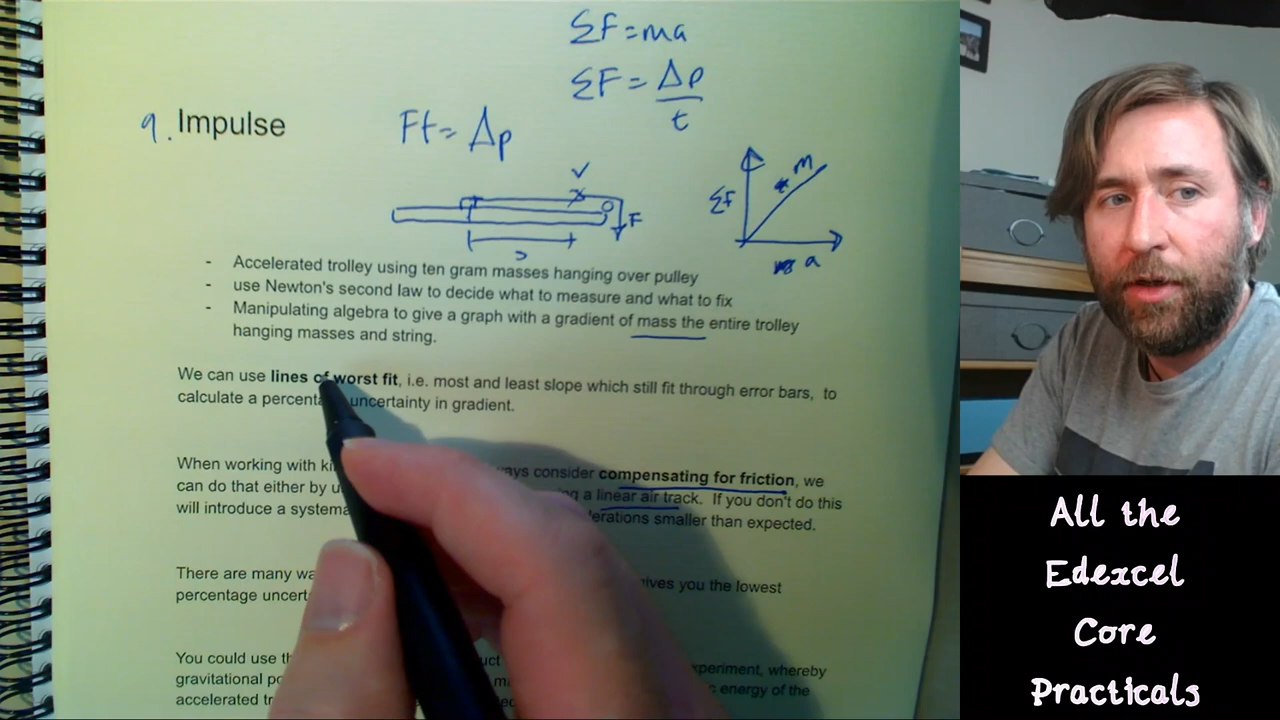 ΣF = ma
ΣF = Δp
t
9. Impulse
Ft = Δp
m
ΣF
F
a
s
- Accelerated trolley using ten gram masses hanging over pulley
- use Newton's second law to decide what to measure and what to fix
- Manipulating algebra to give a graph with a gradient of mass the entire trolley
hanging masses and string.
We can use lines of worst fit, i.e. most and least slope which still fit through error bars, to
calculate a percenta uncertainty in gradient.
When working with ki ways consider compensating for friction, we
can do that either by u a linear air track. If you don't do this
will introduce a systema erations smaller than expected.
There are many wa gives you the lowest
percentage uncert
You could use th uct experiment, whereby
gravitational po m c energy of the
accelerated tr
All the
Edexcel
Core
Practicals